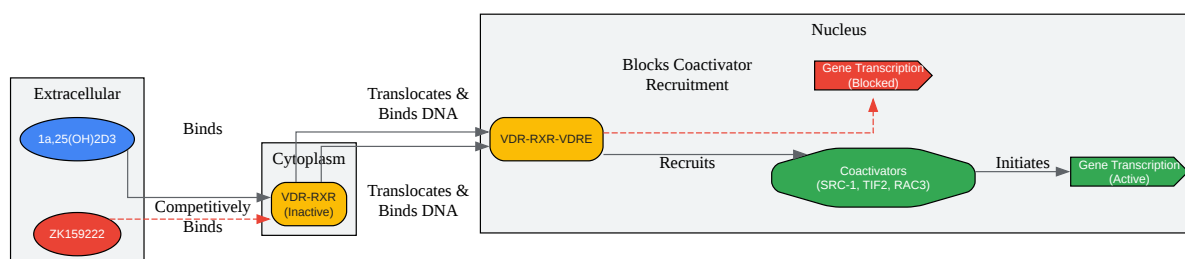 Extracellular
1a,25(OH)2D3
ZK159222
Binds
Competitively
Binds
Cytoplasm
VDR-RXR
(Inactive)
Translocates &
Binds DNA
Translocates &
Binds DNA
Nucleus
VDR-RXR-VDRE
Blocks Coactivator
Recruitment
Gene Transcription
(Blocked)
Recruits
Coactivators
(SRC-1, TIF2, RAC3)
Initiates
Gene Transcription
(Active)